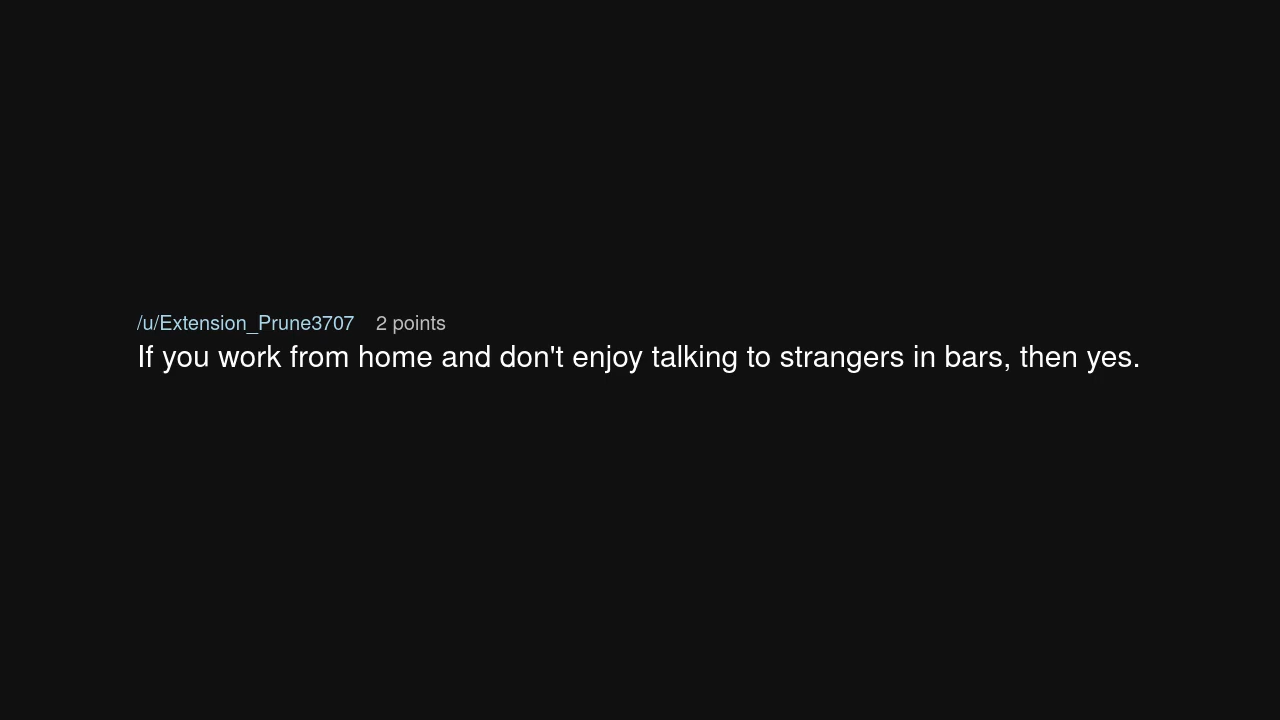 /u/Extension_Prune3707 2 points
If you work from home and don't enjoy talking to strangers in bars, then yes.